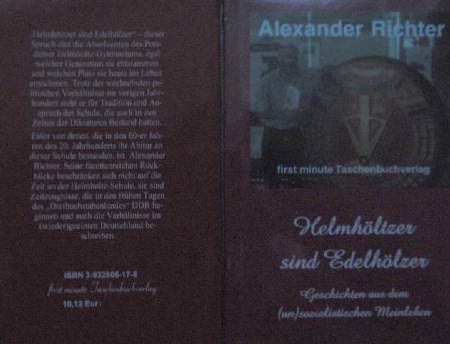 „Helmhöltzer sind Edelhölzer" – dieser
Spruch eint die Absolventen des Pots-
damer Helmholtz-Gymnasiums, egal
welcher Generation sie entstammen
und welchen Platz sie heute im Leben
einnehmen. Trotz der wechselnden po-
litischen Verhältnisse im vorigen Jahr-
hundert steht er für Tradition und An-
spruch der Schule, die auch in den
Zeiten der Diktaturen Bestand hatten.
Einer von denen, die in den 60-er Jah-
ren des 20. Jahrhunderts ihr Abitur an
dieser Schule bestanden, ist Alexander
Richter. Seine facettenreichen Rück-
blicke beschränken sich nicht auf die
Zeit an der Helmholtz-Schule, sie sind
Zeitzeugnisse, die in den frühen Tagen
des „Dreibuchstabenlandes" DDR be-
ginnen und auch die Verhältnisse im
(wieder)geeinten Deutschland be-
schreiben.
ISBN 3-932606-17-8
first minute Taschenbuchverlag
10,12 Euro
Alexander Richter
first minute Taschenbuchverlag
Helmhöltzer
sind Edelhölzer
Geschichten aus dem
(un)sozialistischen Meinleben